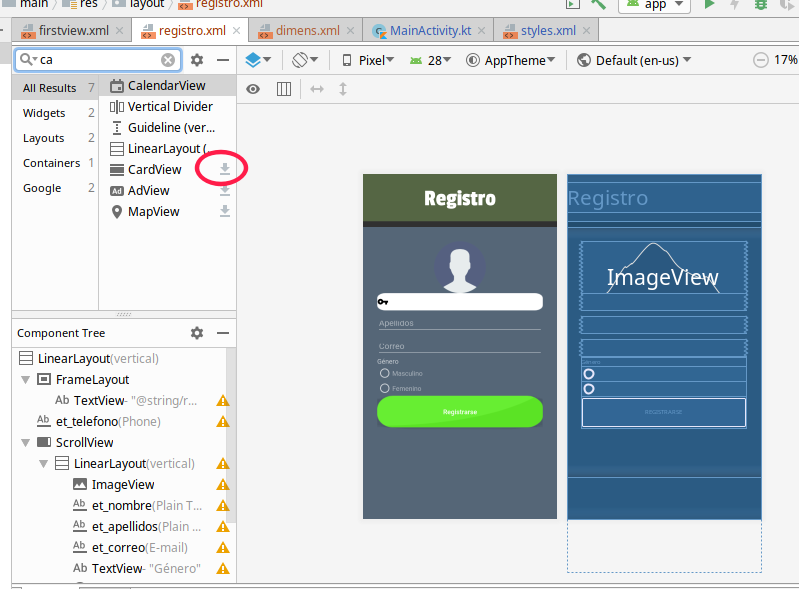 main
res
layout
registro.xml
app
firstview.xml
registro.xml
dimens.xml
MainActivity.kt
styles.xml
ca
Pixel
28
AppTheme
Default (en-us)
17%
All Results 7
Widgets 2
Layouts 2
Containers 1
Google 2
CalendarView
Vertical Divider
Guideline (ver...
LinearLayout (
CardView
Ad AdView
MapView
Registro
Apellidos
Correo
Género
Masculino
Femenino
Registrarse
Registro
ImageView
Género
REGISTRARSE
Component Tree
LinearLayout(vertical)
FrameLayout
Ab TextView- "@string/r...
Ab et_telefono(Phone)
ScrollView
LinearLayout(vertical)
ImageView
Ab et_nombre(Plain T...
Ab et_apellidos(Plain ...
Ab et_correo(E-mail)
Ab TextView- "Género"